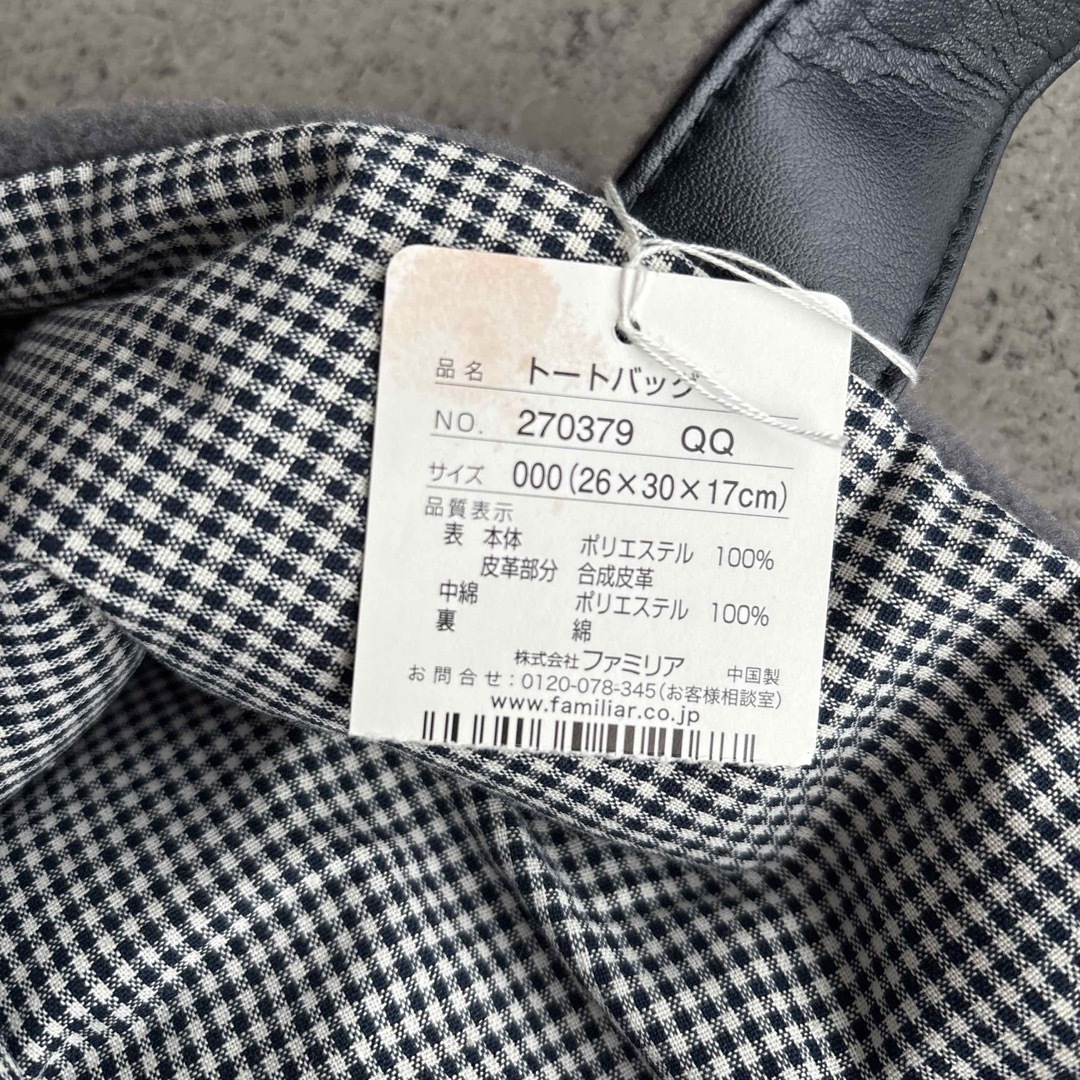 品名 トートバッグ
NO. 270379 QQ
サイズ 000(26×30×17cm)
品質表示
表 本体 ポリエステル 100%
皮革部分 合成皮革
中綿 ポリエステル 100%
裏 綿
株式会社ファミリア 中国製
お問合せ:0120-078-345(お客様相談室)
www.familiar.co.jp